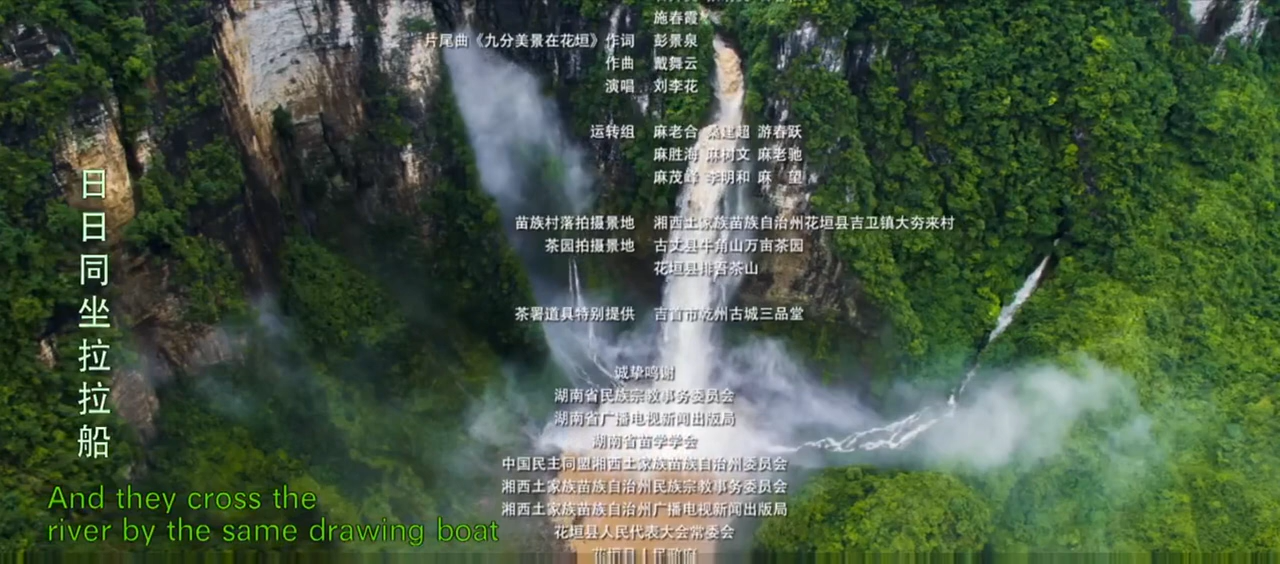 施春霞
片尾曲《九分美景在花垣》作词 彭景泉
作曲 戴舞云
演唱 刘李花
运转组 麻老合 秦建超 游春跃
麻胜海 麻树文 麻老驰
麻茂峰 李明和 麻 望
苗族村落拍摄景地 湘西土家族苗族自治州花垣县吉卫镇大夯来村
茶园拍摄景地 古丈县牛角山万亩茶园
花垣县排吾茶山
茶署道具特别提供 吉首市乾州古城三品堂
诚挚鸣谢
湖南省民族宗教事务委员会
湖南省广播电视新闻出版局
湖南省苗学学会
中国民主同盟湘西土家族苗族自治州委员会
湘西土家族苗族自治州民族宗教事务委员会
湘西土家族苗族自治州广播电视新闻出版局
花垣县人民代表大会常委会
日日同坐拉拉船
And they cross the
river by the same drawing boat